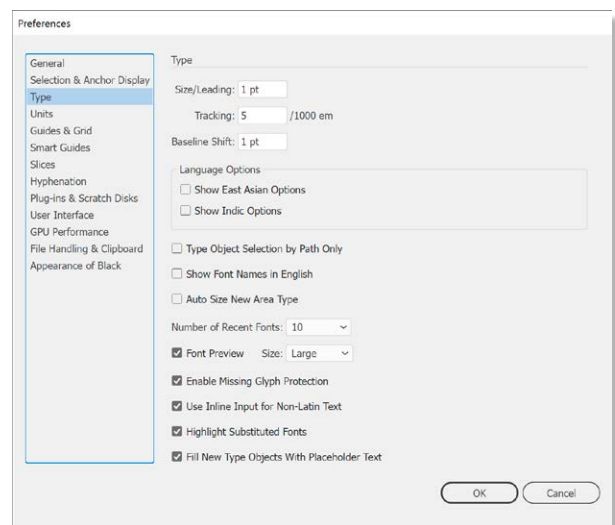 Preferences
General
Selection & Anchor Display
Type
Units
Guides & Grid
Smart Guides
Slices
Hyphenation
Plug-ins & Scratch Disks
User Interface
GPU Performance
File Handling & Clipboard
Appearance of Black
Type
Size/Leading: 1 pt
Tracking: 5 /1000 em
Baseline Shift: 1 pt
Language Options
Show East Asian Options
Show Indic Options
Type Object Selection by Path Only
Show Font Names in English
Auto Size New Area Type
Number of Recent Fonts: 10
Font Preview Size: Large
Enable Missing Glyph Protection
Use Inline Input for Non-Latin Text
Highlight Substituted Fonts
Fill New Type Objects With Placeholder Text
OK Cancel